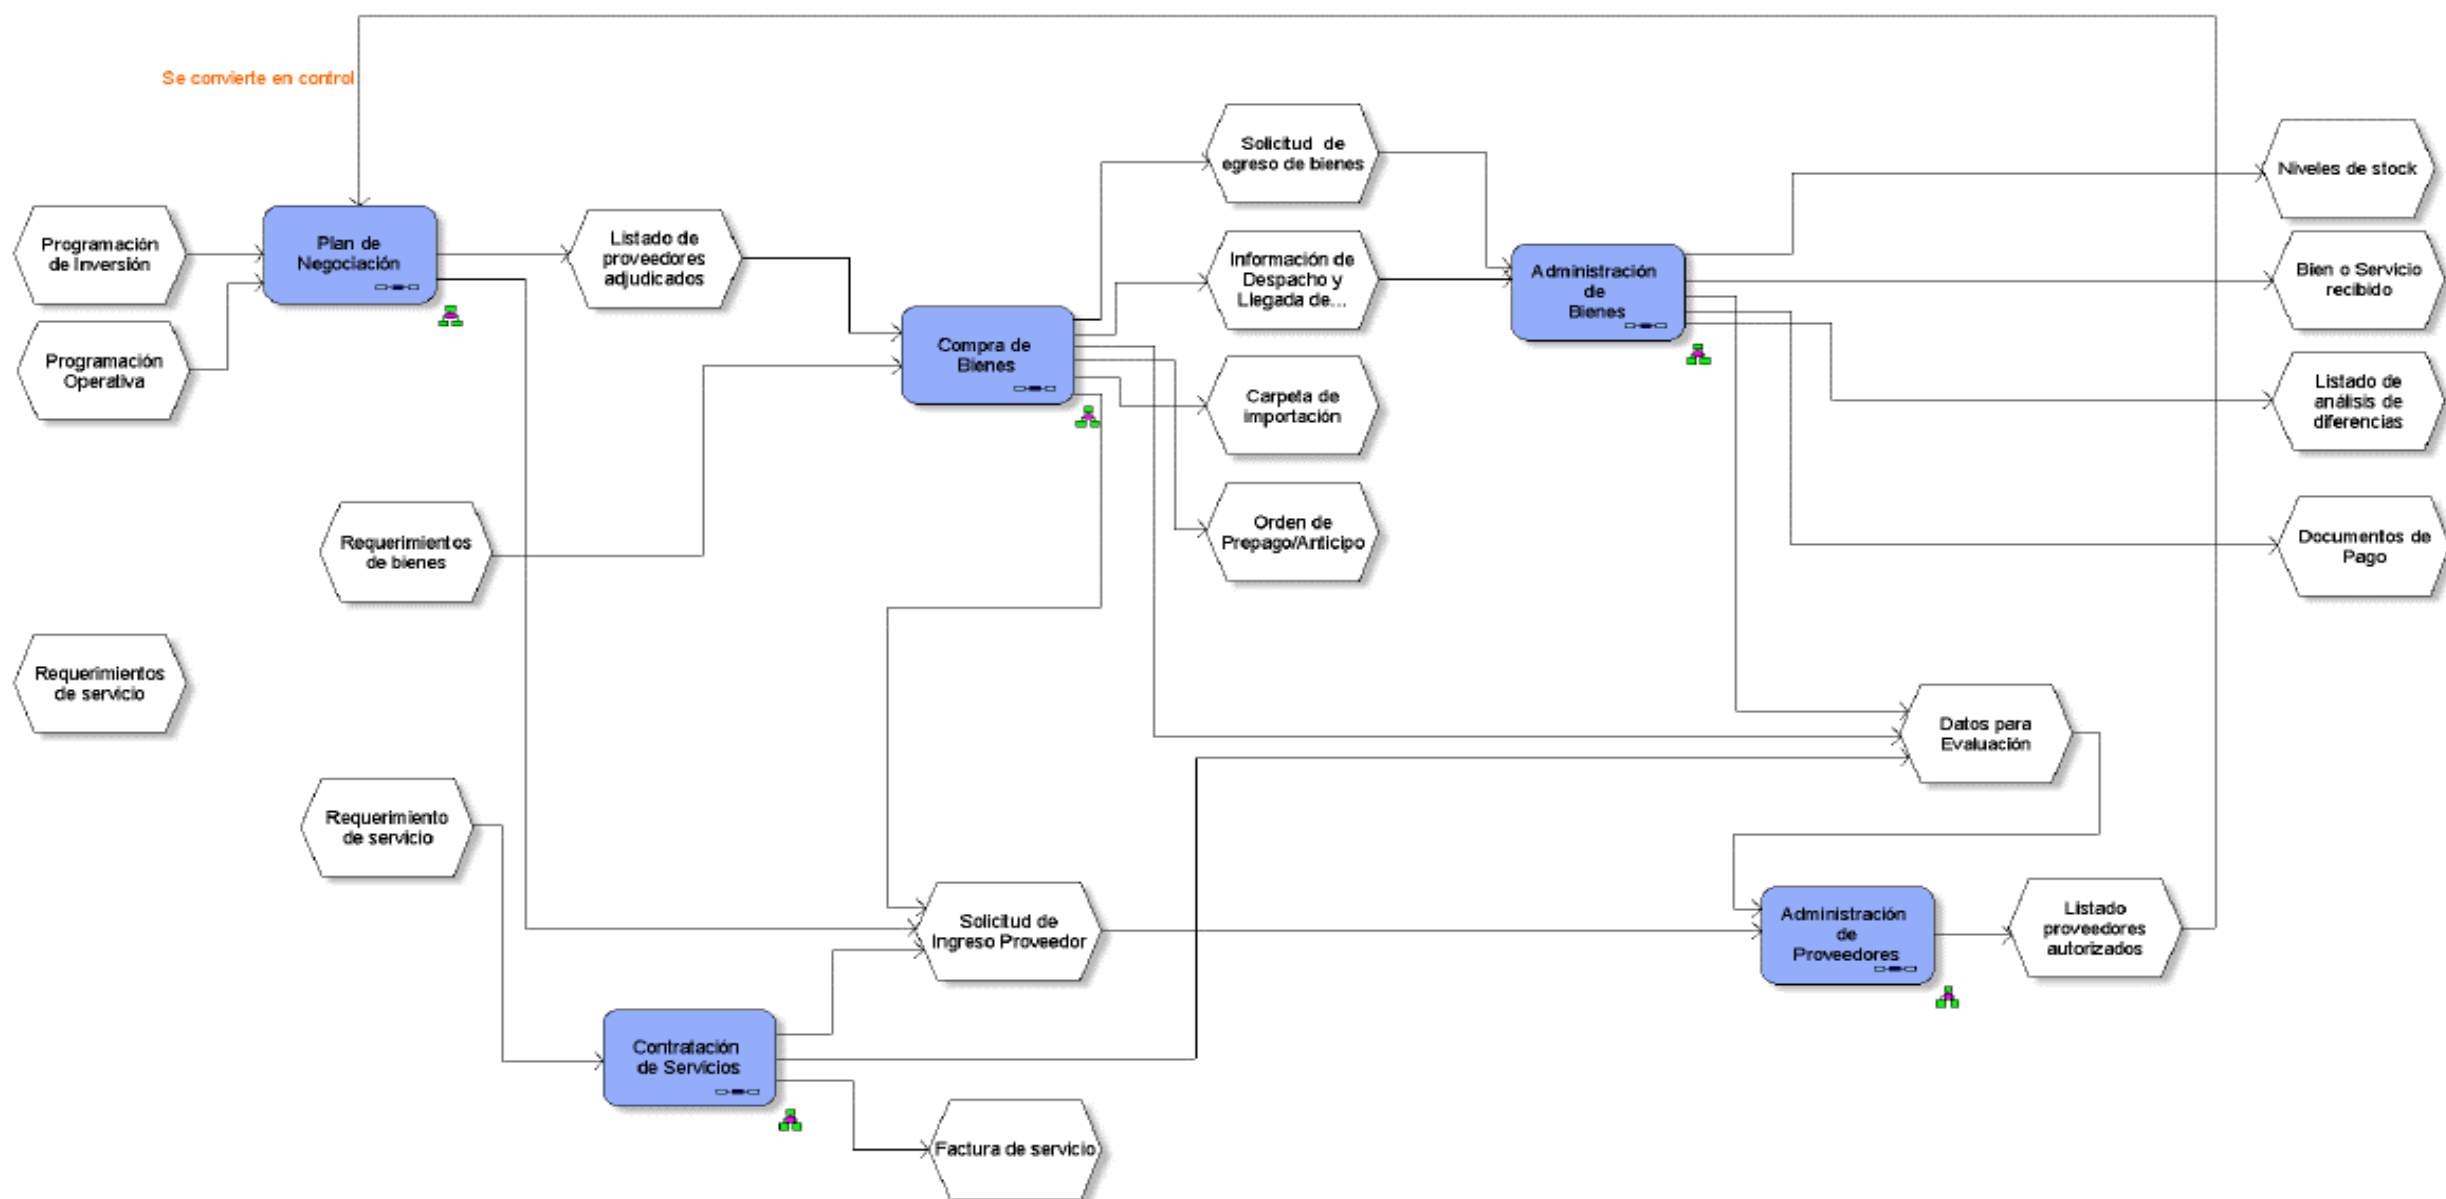 Se convierte en control
Programación
de Inversión
Plan de
Negociación
Listado de
proveedores
adjudicados
Solicitud de
egreso de bienes
Niveles de stock
Programación
Operativa
Compra de
Bienes
Información de
Despacho y
Llegada de...
Administración
de
Bienes
Bien o Servicio
recibido
Carpeta de
importación
Listado de
análisis de
diferencias
Requerimientos
de bienes
Orden de
Prepago/Anticipo
Documentos de
Pago
Requerimientos
de servicio
Datos para
Evaluación
Requerimiento
de servicio
Solicitud de
Ingreso Proveedor
Administración
de
Proveedores
Listado
proveedores
autorizados
Contratación
de Servicios
Factura de servicio